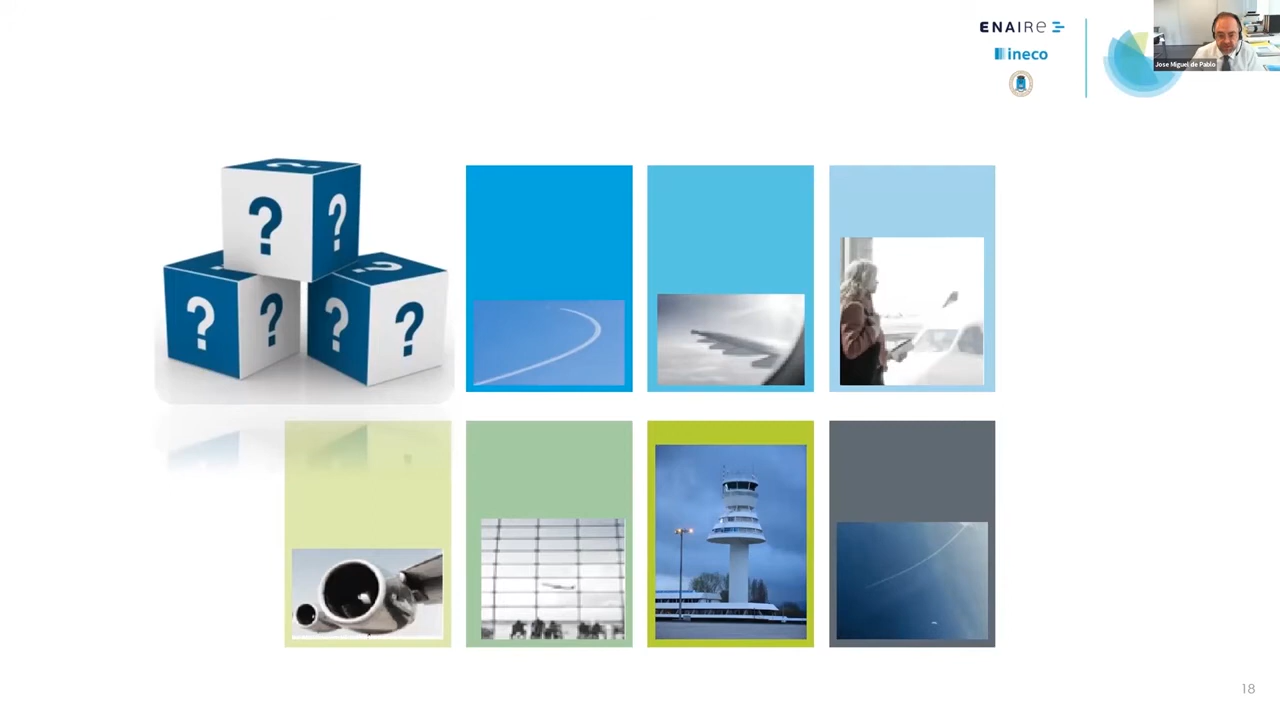 ENAIRE
ineco
Jose Miguel de Pablo
? ?
? ? ? ?
? ? ? ?
18